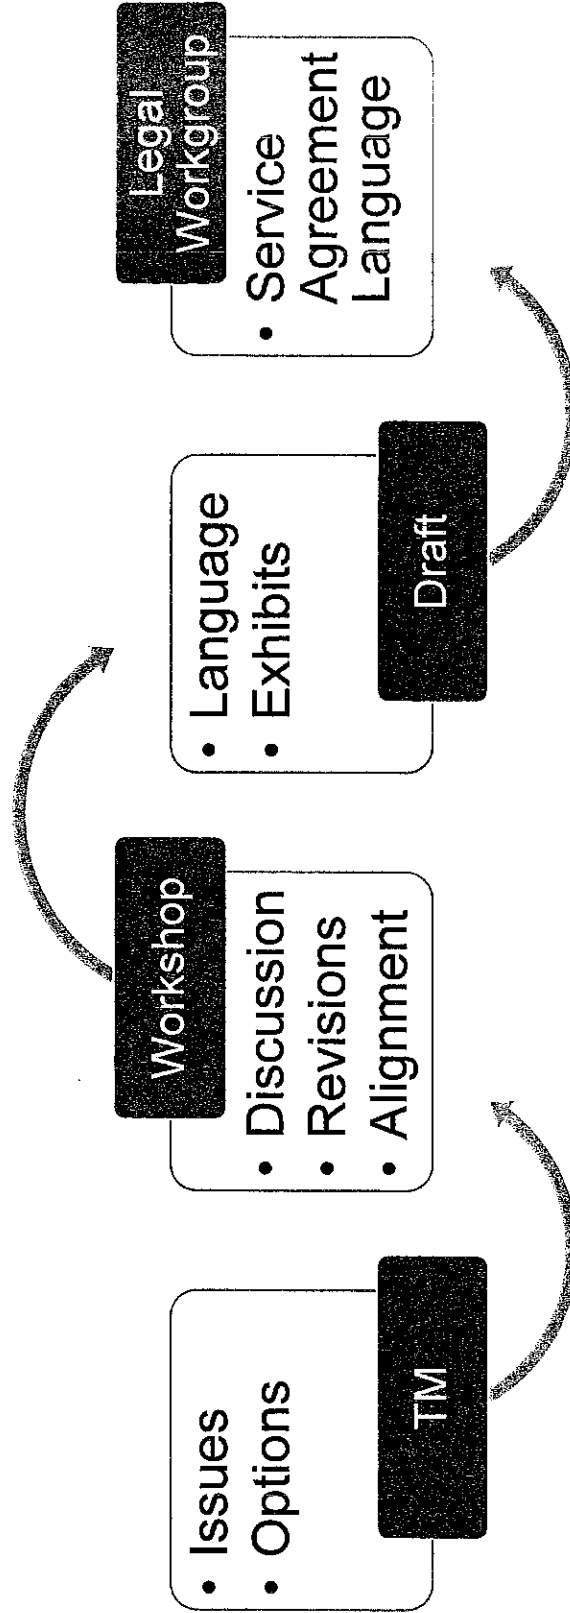 • Issues
• Options
TM
Workshop
• Discussion
• Revisions
• Alignment
• Language
• Exhibits
Draft
Legal
Workgroup
• Service
Agreement
Language